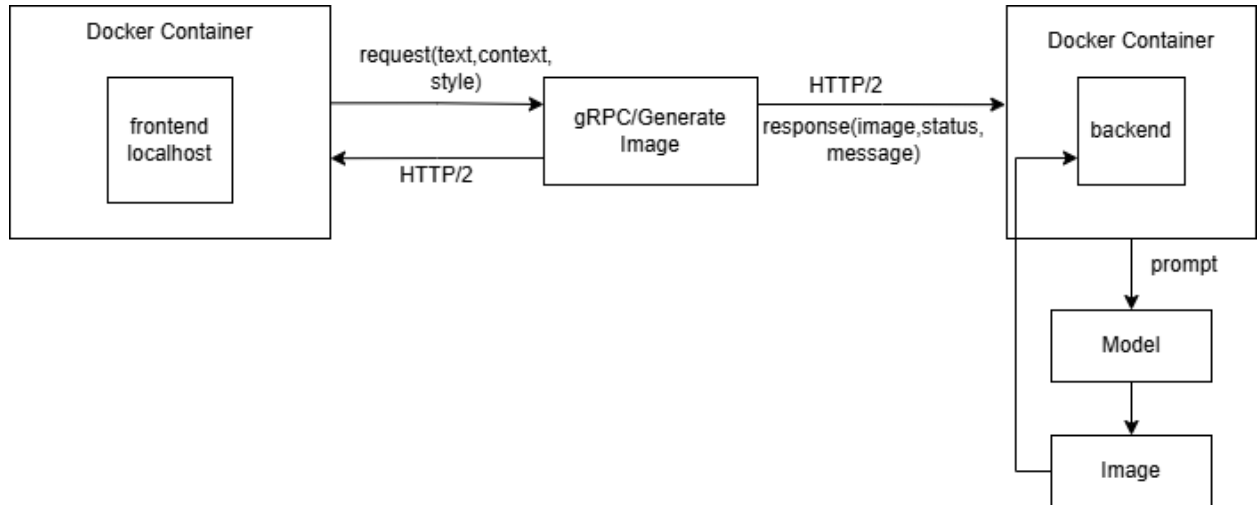 Docker Container
frontend
localhost
request(text,context,
style)
HTTP/2
gRPC/Generate
Image
HTTP/2
response(image,status,
message)
Docker Container
backend
prompt
Model
Image